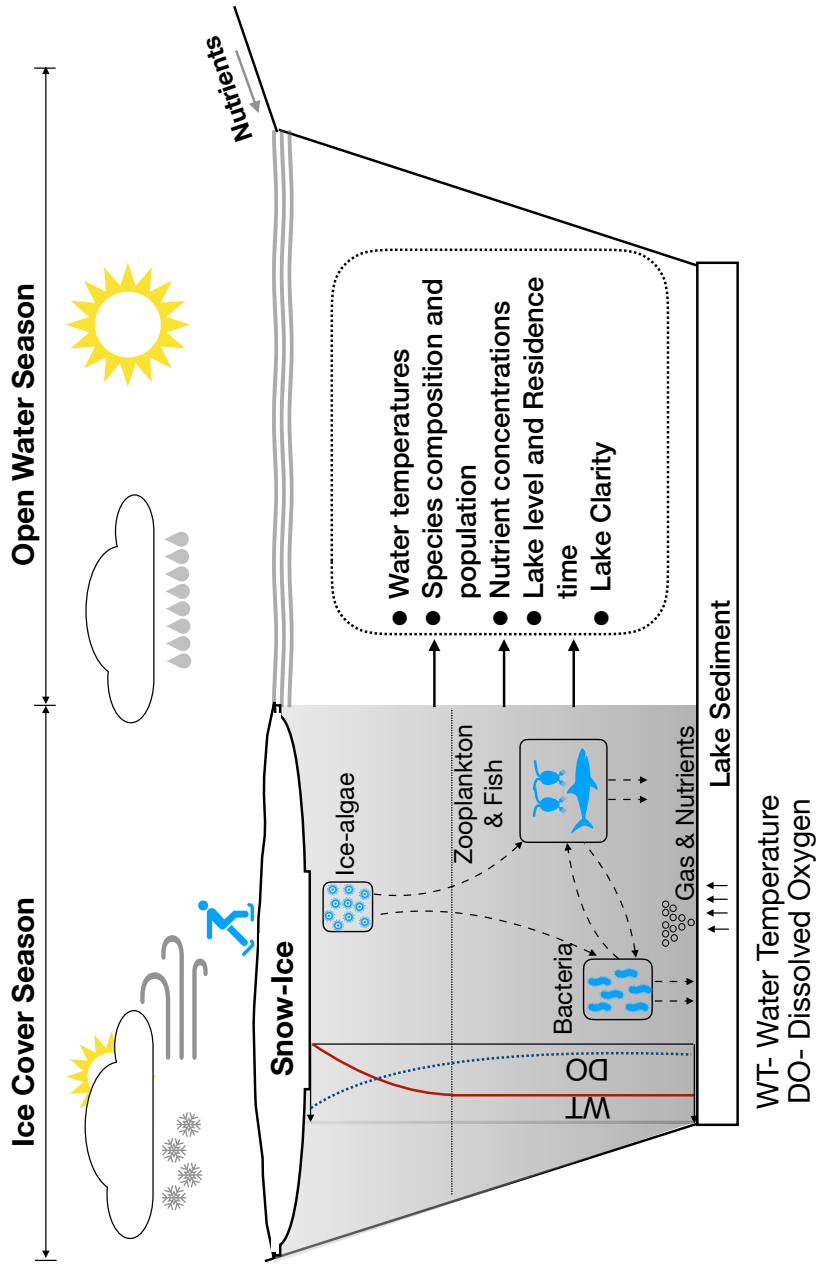 Ice Cover Season
Open Water Season
Nutrients
Snow-Ice
Ice-algae
Zooplankton
& Fish
Bacteria
Gas & Nutrients
WT
DO
● Water temperatures
● Species composition and
population
● Nutrient concentrations
● Lake level and Residence
time
● Lake Clarity
Lake Sediment
WT- Water Temperature
DO- Dissolved Oxygen